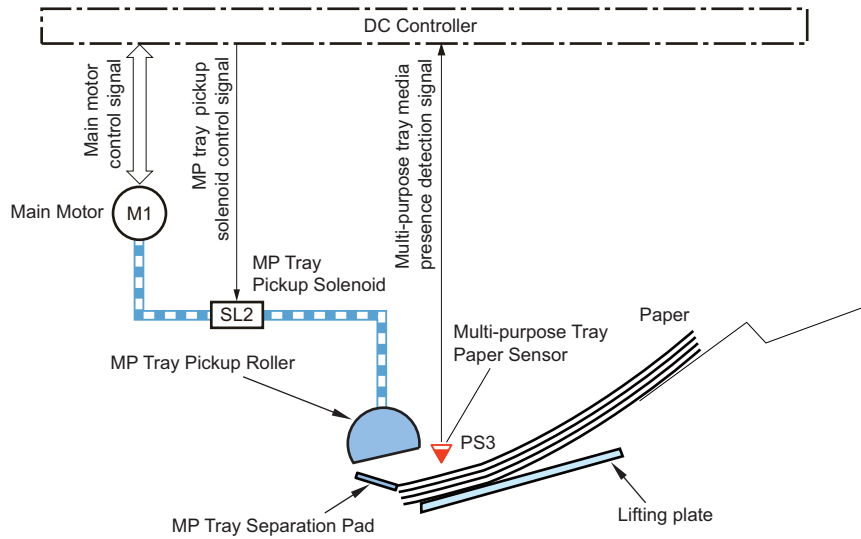 DC Controller
Main motor
control signal
MP tray pickup
solenoid control signal
Multi-purpose tray media
presence detection signal
Main Motor
M1
MP Tray
Pickup Solenoid
SL2
Paper
Multi-purpose Tray
Paper Sensor
MP Tray Pickup Roller
PS3
MP Tray Separation Pad
Lifting plate